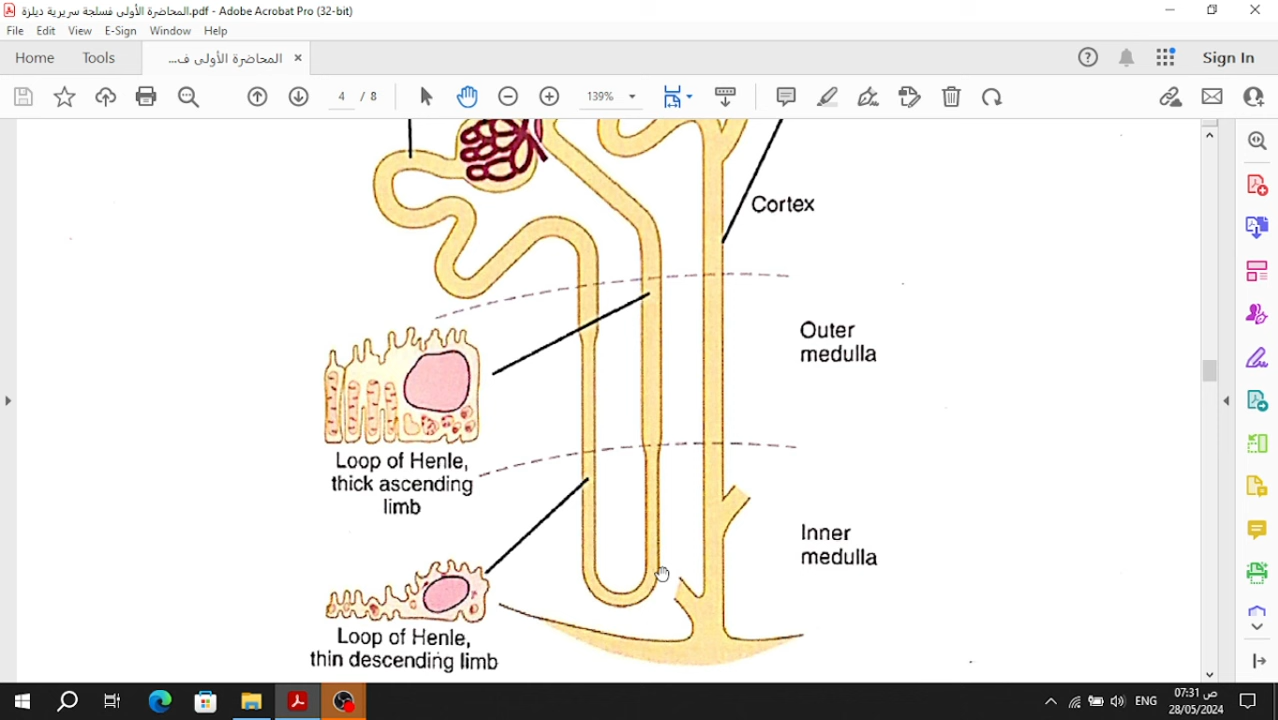 المحاضرة الأولى فسلجة سريرية ديلزة.pdf - Adobe Acrobat Pro (32-bit)
File Edit View E-Sign Window Help
Home Tools المحاضرة الأولى ف... × Sign In
4 / 8 139%
Cortex
Outer
medulla
Loop of Henle,
thick ascending
limb
Inner
medulla
Loop of Henle,
thin descending limb
ENG 07:31 ص
28/05/2024